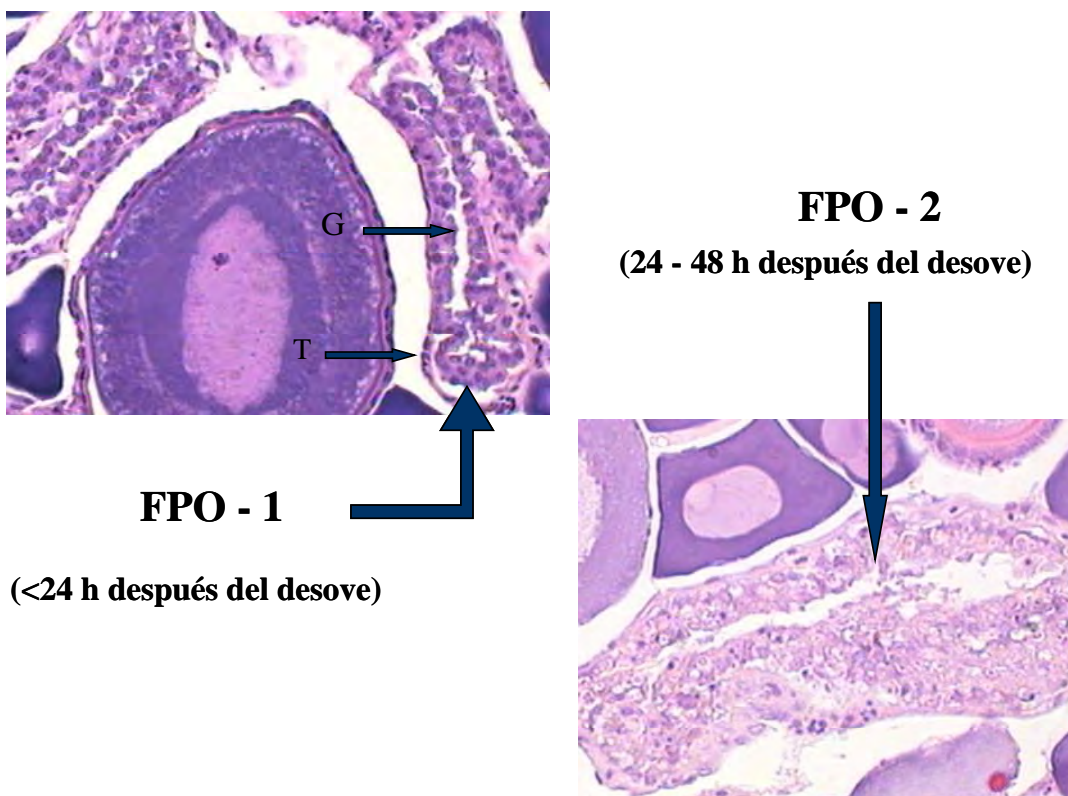 G
T
FPO - 1
(<24 h después del desove)
FPO - 2
(24 - 48 h después del desove)